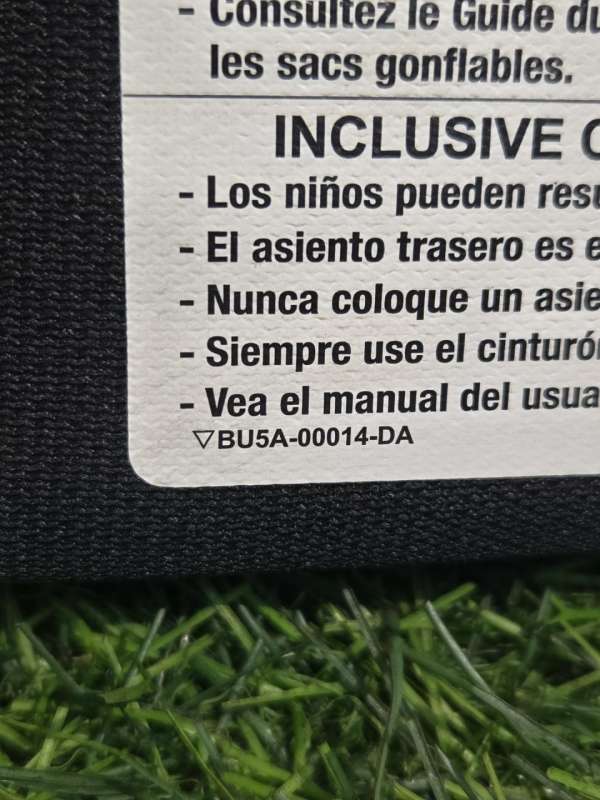 - Consultez le Guide du
les sacs gonflables.
INCLUSIVE
- Los niños pueden
- El asiento trasero es
- Nunca coloque un
- Siempre use el cinturón
- Vea el manual del
▽BU5A-00014-DA